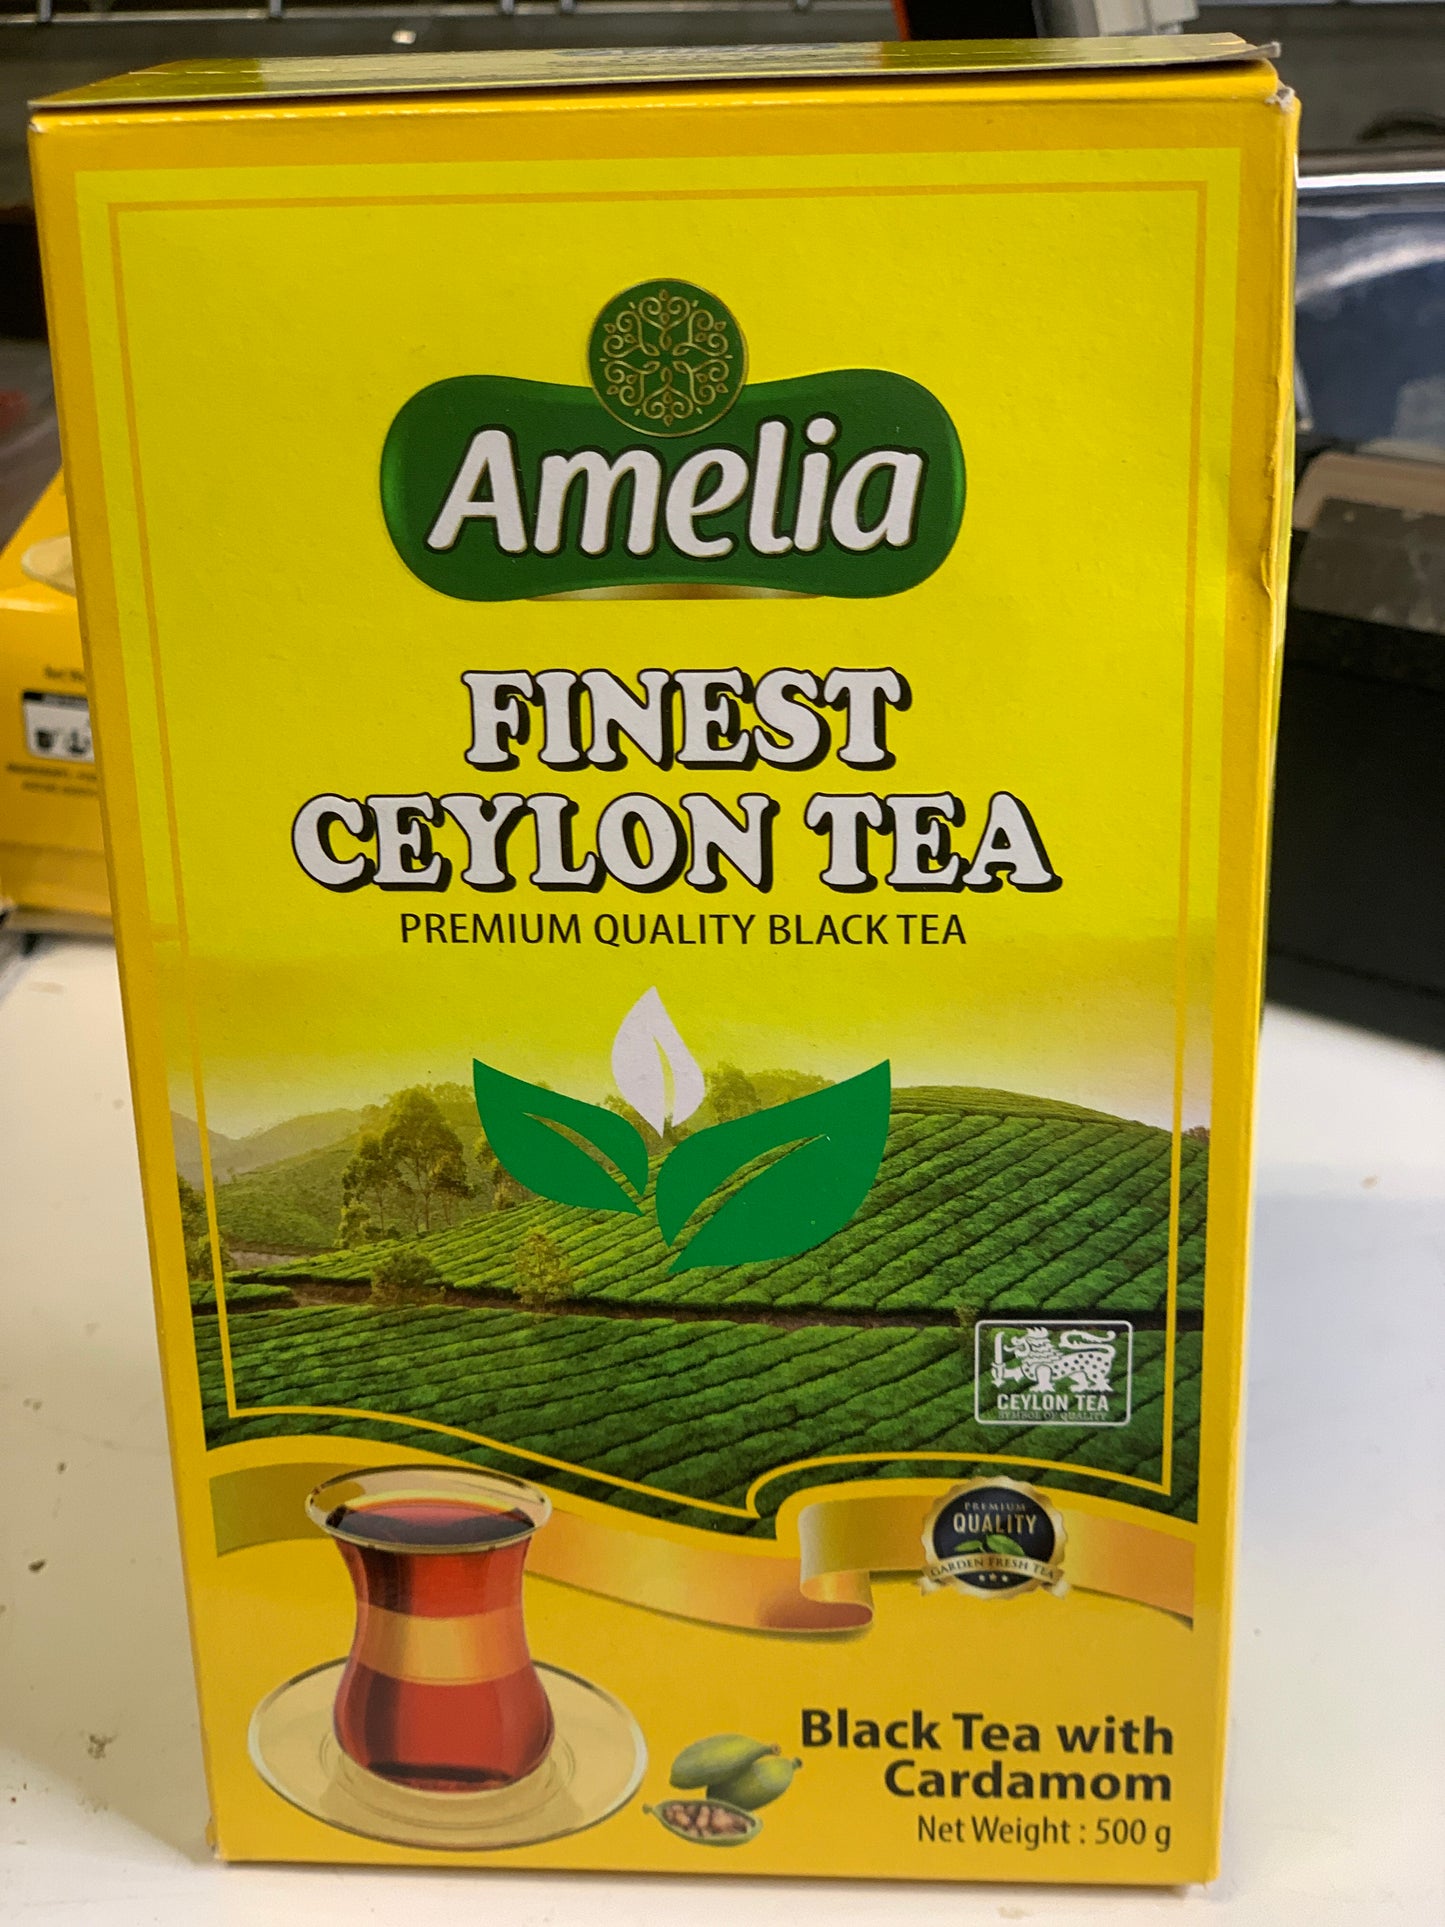 Amelia
FINEST
CEYLON TEA
PREMIUM QUALITY BLACK TEA
CEYLON TEA
SYMBOL OF QUALITY
PREMIUM
QUALITY
GARDEN FRESH TEA
Black Tea with
Cardamom
Net Weight : 500 g